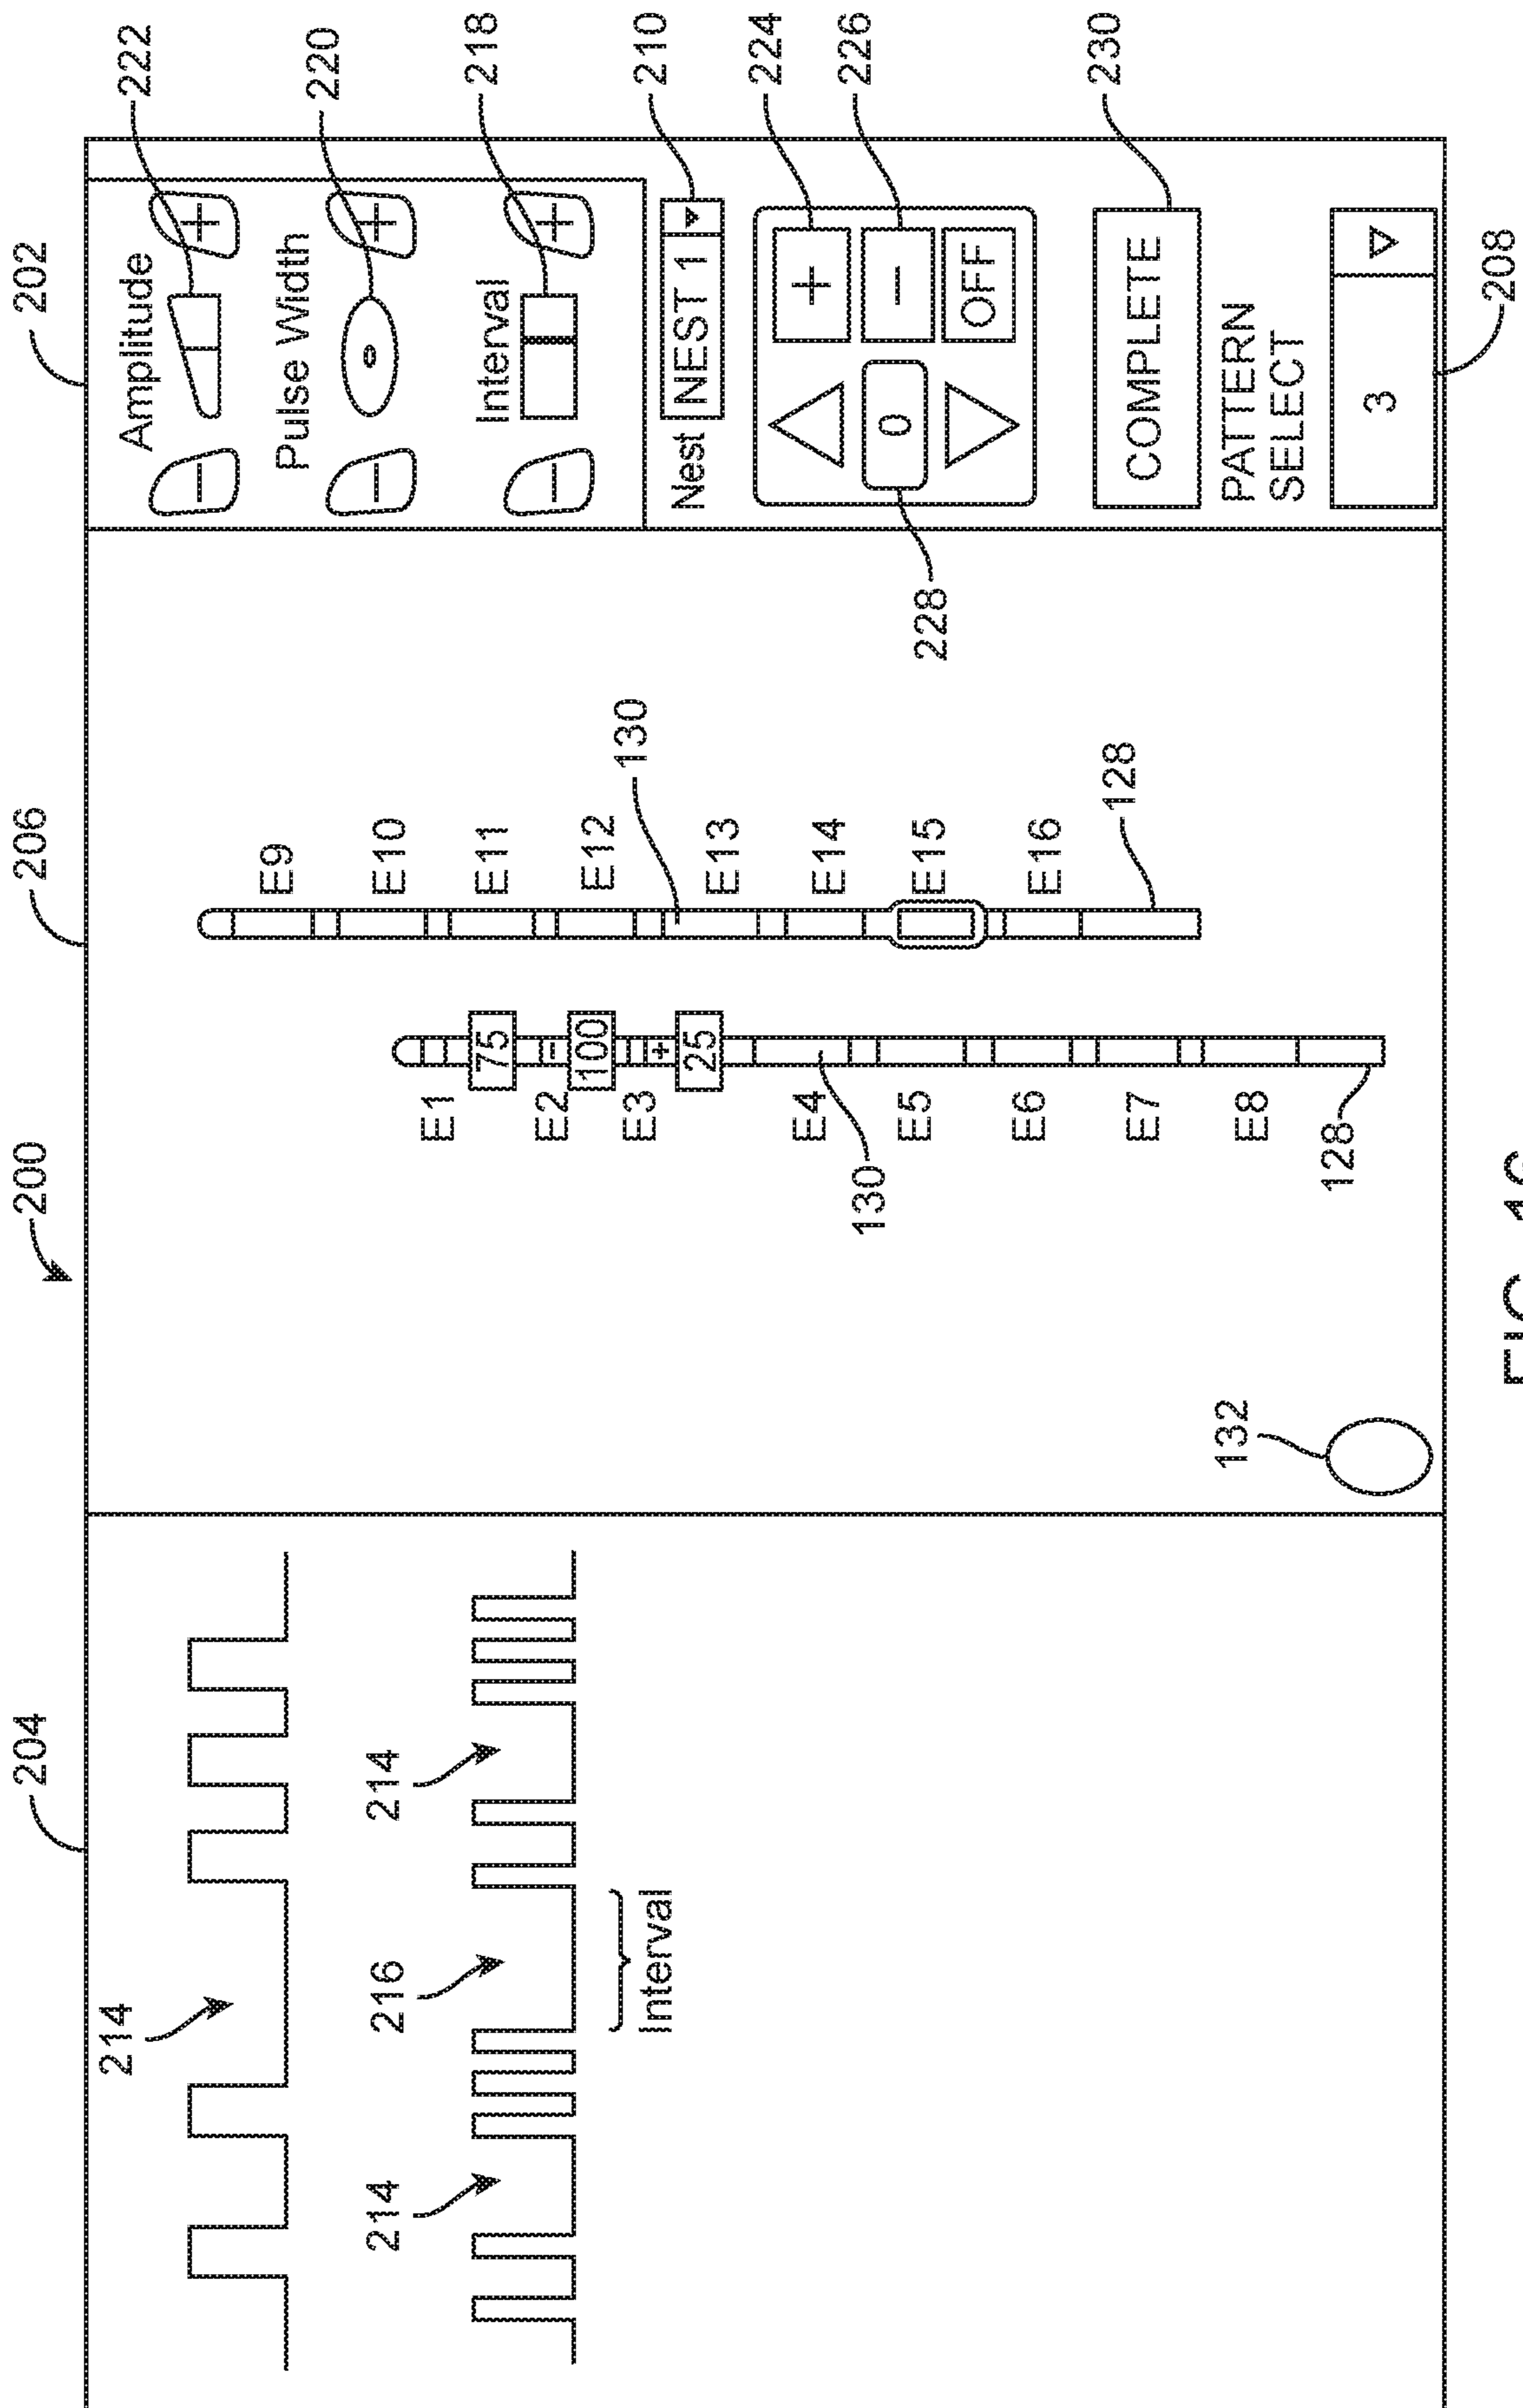 200
204
206
202
214
214
216
214
Interval
132
E1
E2
E3
E4
E5
E6
E7
E8
75
-
100
+
25
130
128
E9
E10
E11
E12
E13
E14
E15
E16
130
128
Amplitude
- +
222
Pulse Width
- +
220
Interval
- +
218
Nest NEST 1
210
+
224
0 -
226
228
OFF
COMPLETE
230
PATTERN
SELECT
3
208